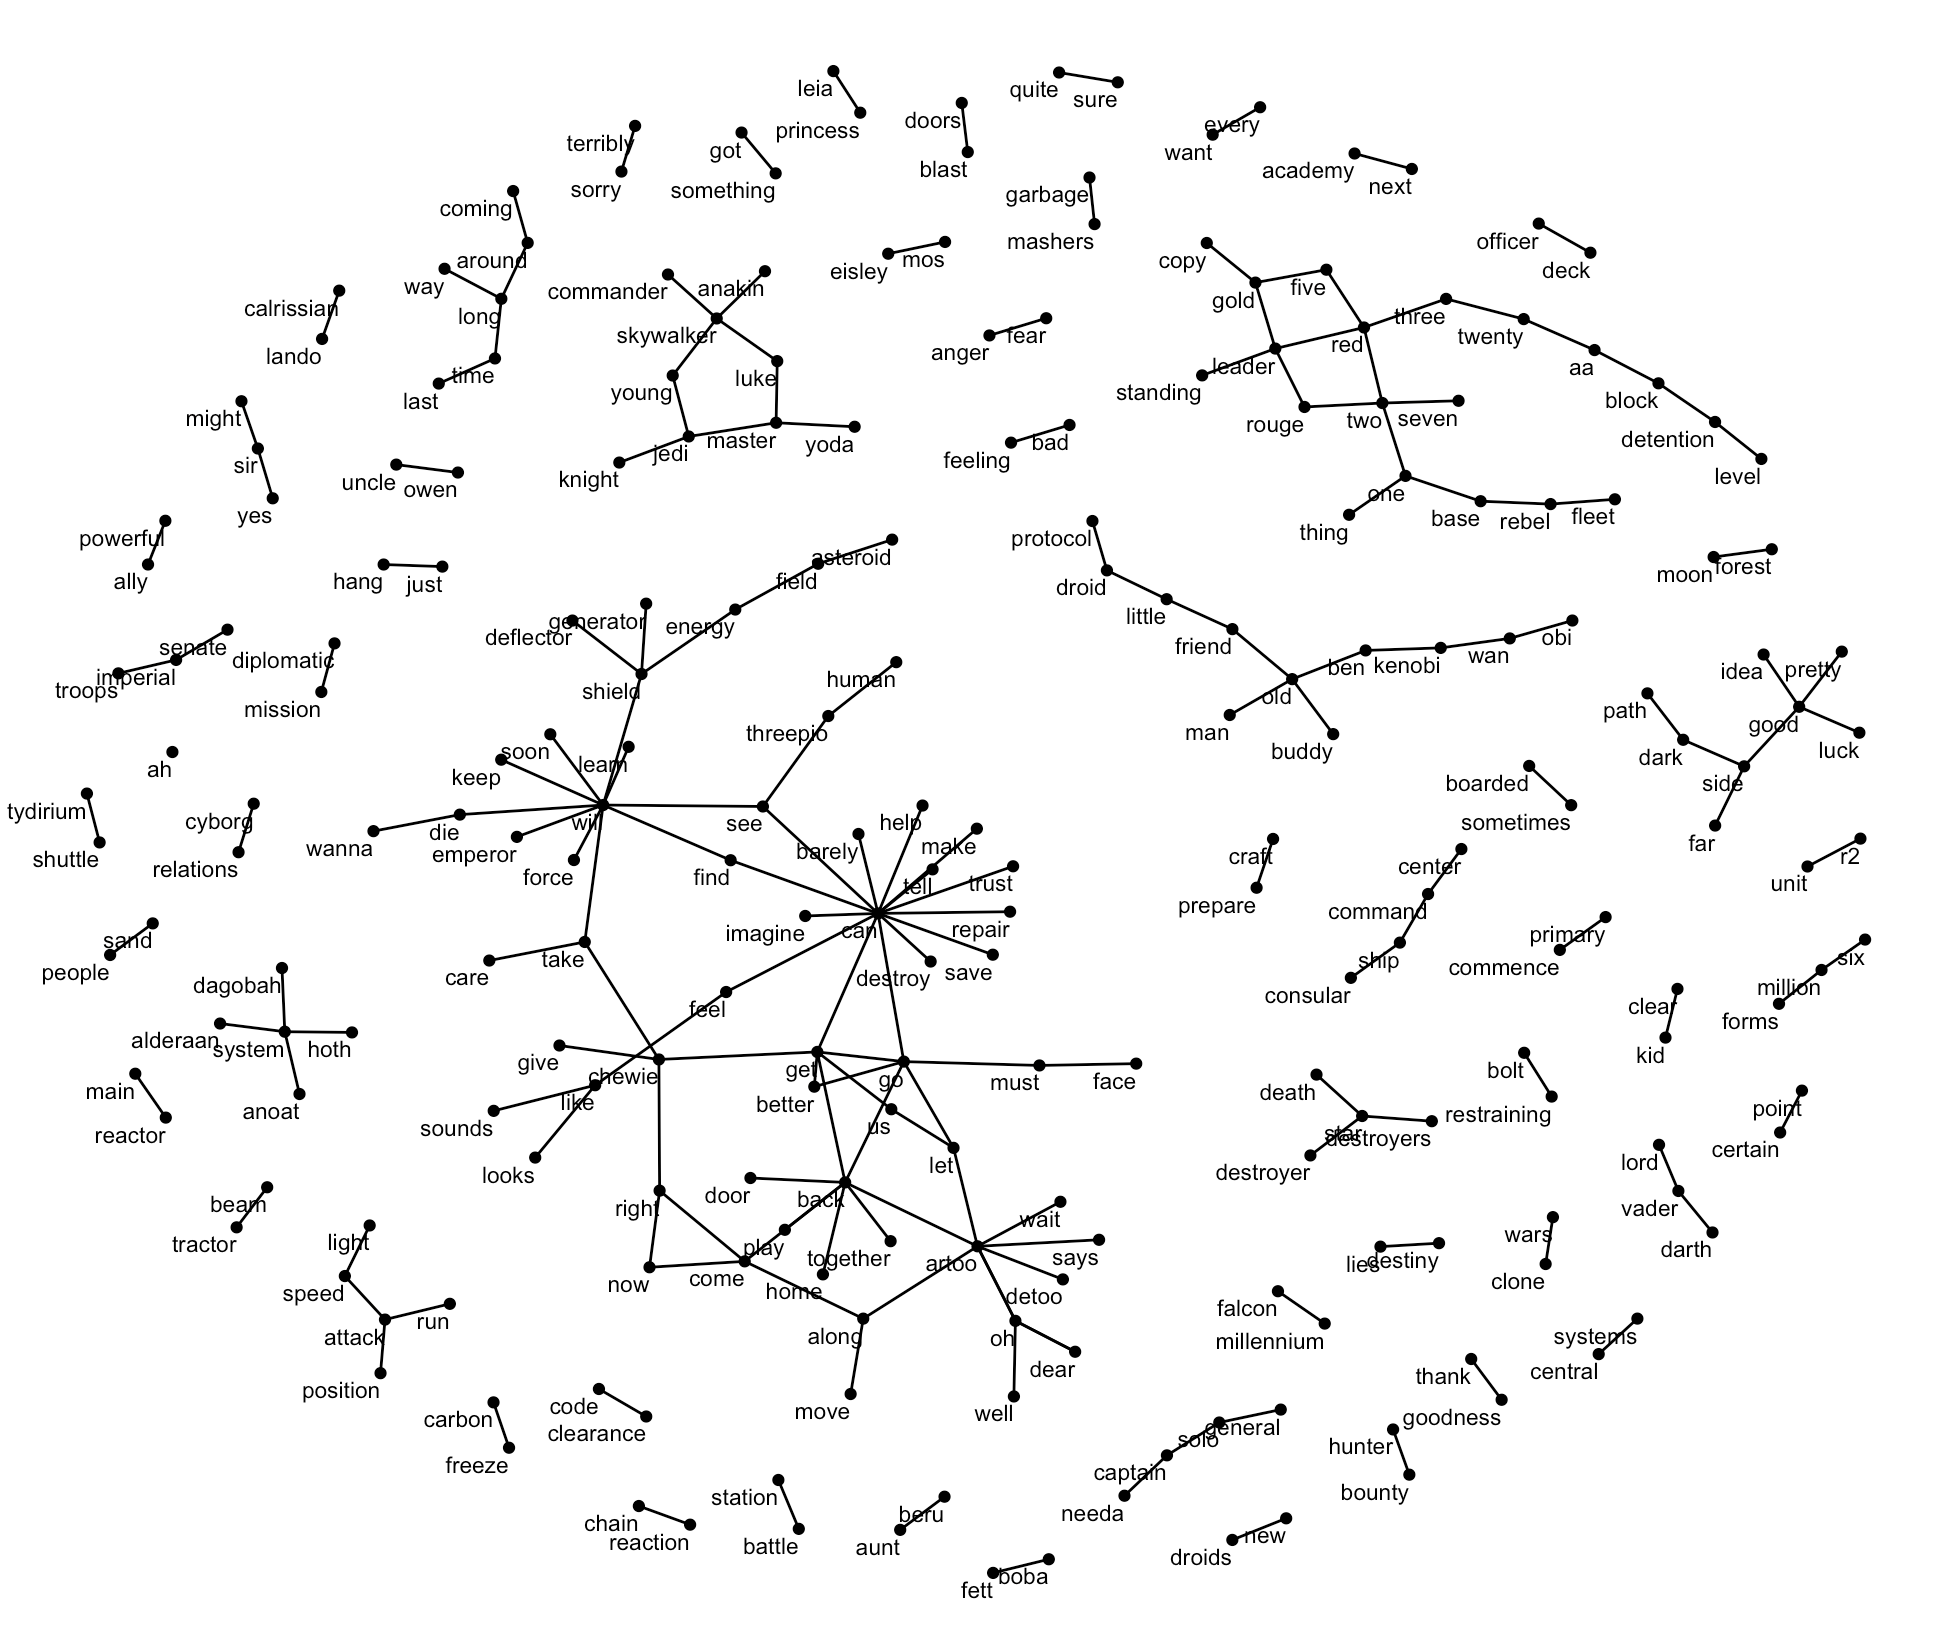 leia
quite
sure
doors
every
terribly
got
princess
want
blast
academy
next
sorry
something
garbage
coming
mashers
officer
around
copy
eisley
mos
deck
way
commander
anakin
gold
five
calrissian
long
three
skywalker
fear
twenty
lando
anger
red
time
leader
aa
luke
young
standing
last
block
might
rouge
two
seven
master
detention
yoda
bad
jedi
feeling
sir
level
uncle
owen
knight
one
yes
base
rebel
fleet
thing
powerful
protocol
asteroid
moon
forest
ally
hang
just
field
droid
little
generator
energy
deflector
obi
senate
friend
wan
diplomatic
ben
kenobi
imperial
idea
pretty
troops
shield
human
old
mission
path
good
man
threepio
soon
buddy
luck
dark
learn
ah
keep
side
boarded
tydirium
cyborg
will
see
help
sometimes
die
wanna
make
emperor
barely
far
r2
craft
shuttle
center
relations
force
find
tell
trust
unit
prepare
command
imagine
can
repair
primary
sand
six
take
ship
people
care
destroy
save
commence
dagobah
million
consular
feel
clear
forms
alderaan
system
hoth
give
kid
get
bolt
chewie
go
must
face
main
death
like
better
point
anoat
restraining
sounds
us
reactor
star
destroyers
certain
let
lord
looks
destroyer
door
back
beam
right
vader
wait
wars
tractor
light
play
together
says
darth
now
come
home
artoo
lies
destiny
clone
speed
detoo
falcon
run
attack
along
oh
millennium
systems
central
position
dear
thank
code
move
well
goodness
carbon
clearance
general
solo
hunter
freeze
captain
station
bounty
beru
needa
chain
reaction
battle
aunt
new
droids
fett
boba